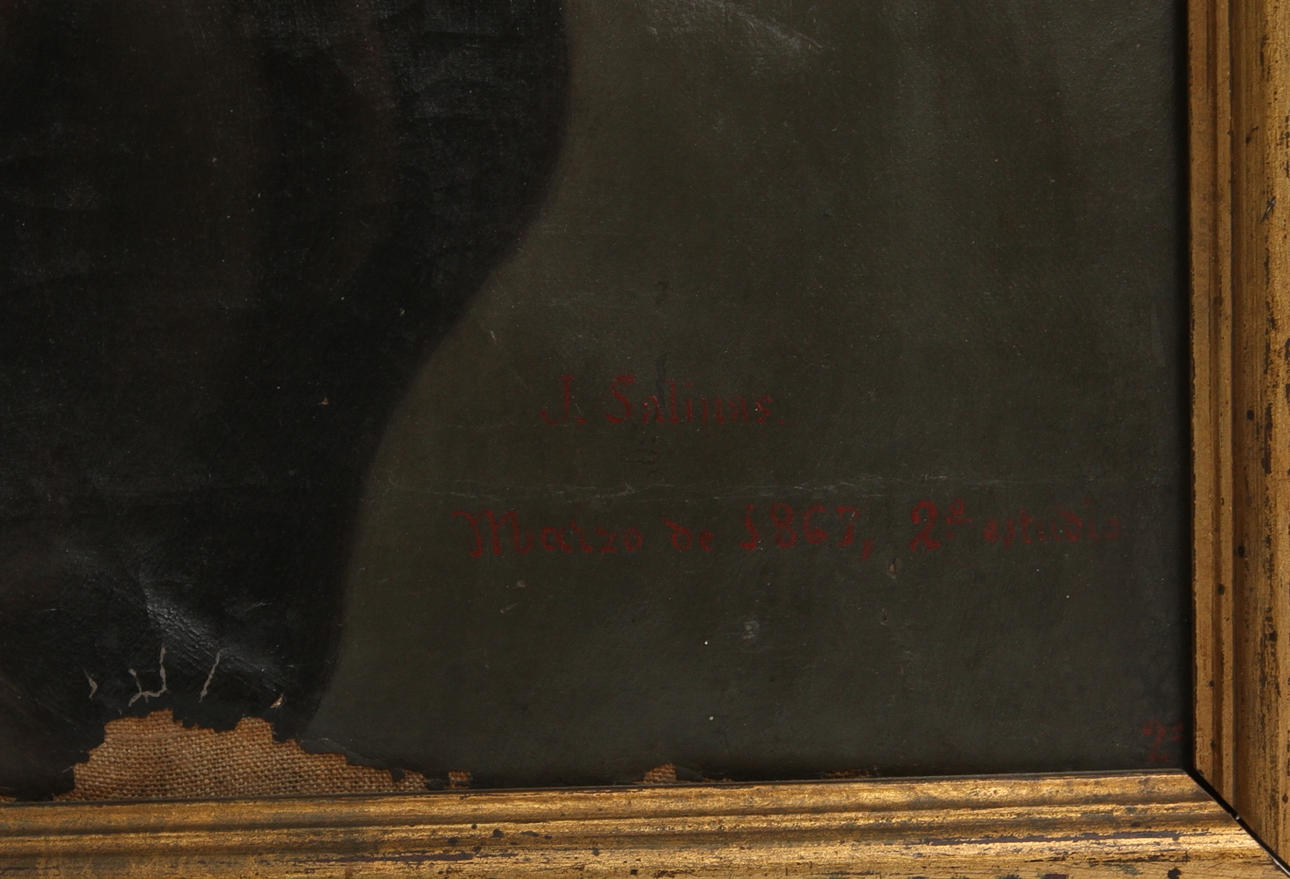 J. Salinas.
Marzo de 1867, 2º estudio